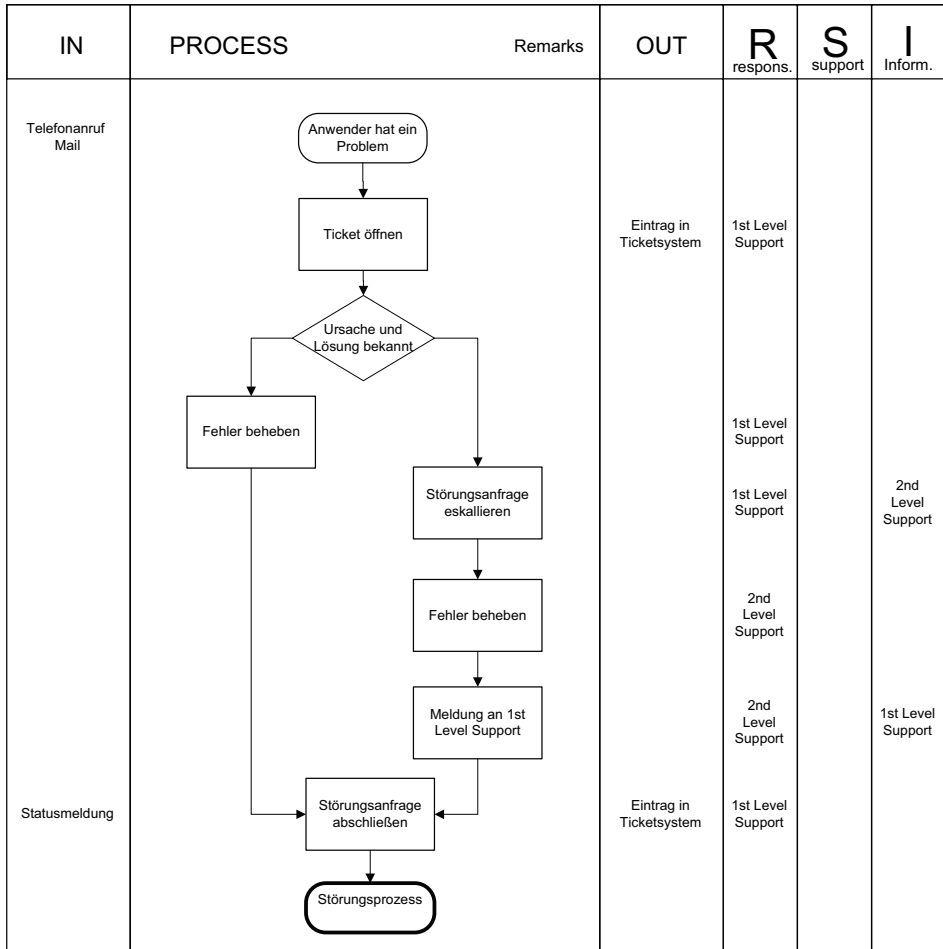 IN
PROCESS
Remarks
OUT
R
respons.
S
support
I
Inform.
Telefonanruf
Mail
Anwender hat ein
Problem
Ticket öffnen
Eintrag in
Ticketsystem
1st Level
Support
Ursache und
Lösung bekannt
Fehler beheben
1st Level
Support
Störungsanfrage
eskallieren
1st Level
Support
2nd
Level
Support
Fehler beheben
2nd
Level
Support
Meldung an 1st
Level Support
2nd
Level
Support
1st Level
Support
Statusmeldung
Störungsanfrage
abschließen
Eintrag in
Ticketsystem
1st Level
Support
Störungsprozess